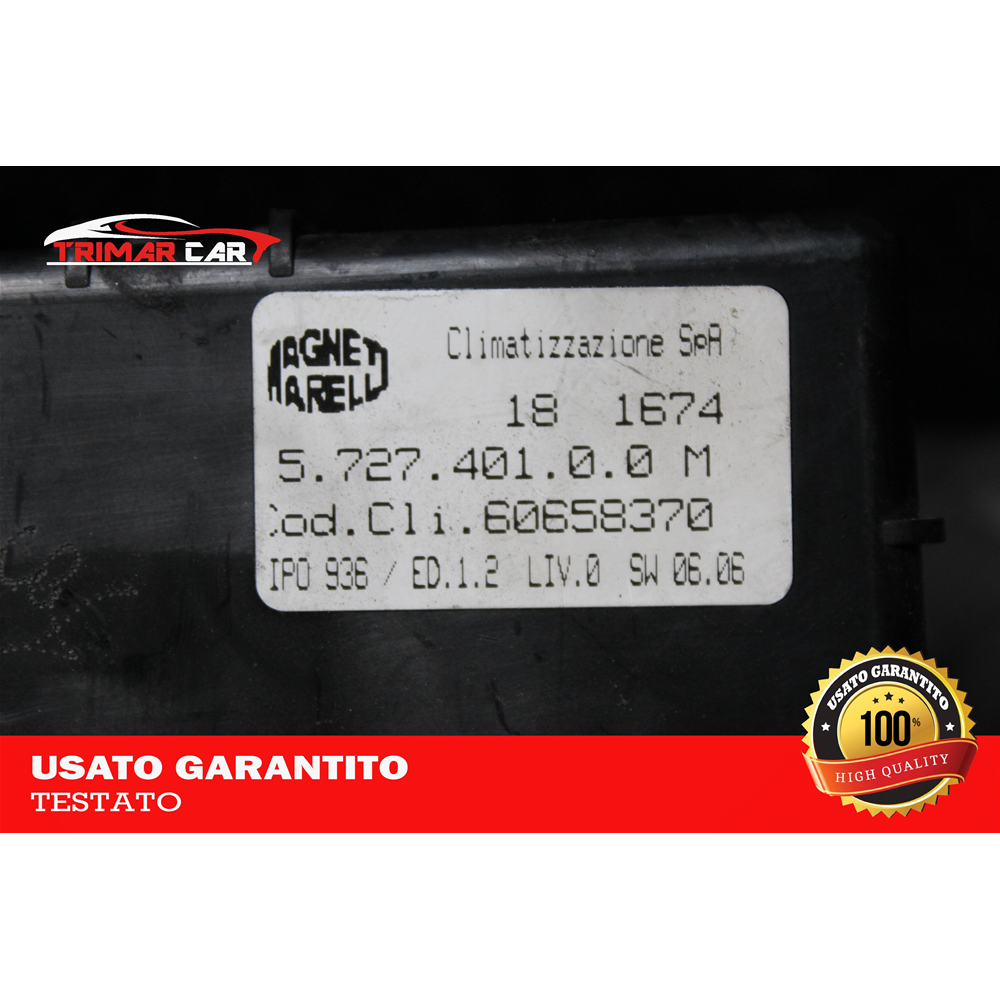 TRIMAR CAR
MAGNETI
MARELLI
Climatizzazione SpA
18 1674
5.727.401.0.0 M
Cod.Cli.60658370
IPO 936 / ED.1.2 LIV.0 SW 06.06
USATO GARANTITO
100%
HIGH QUALITY
USATO GARANTITO
TESTATO